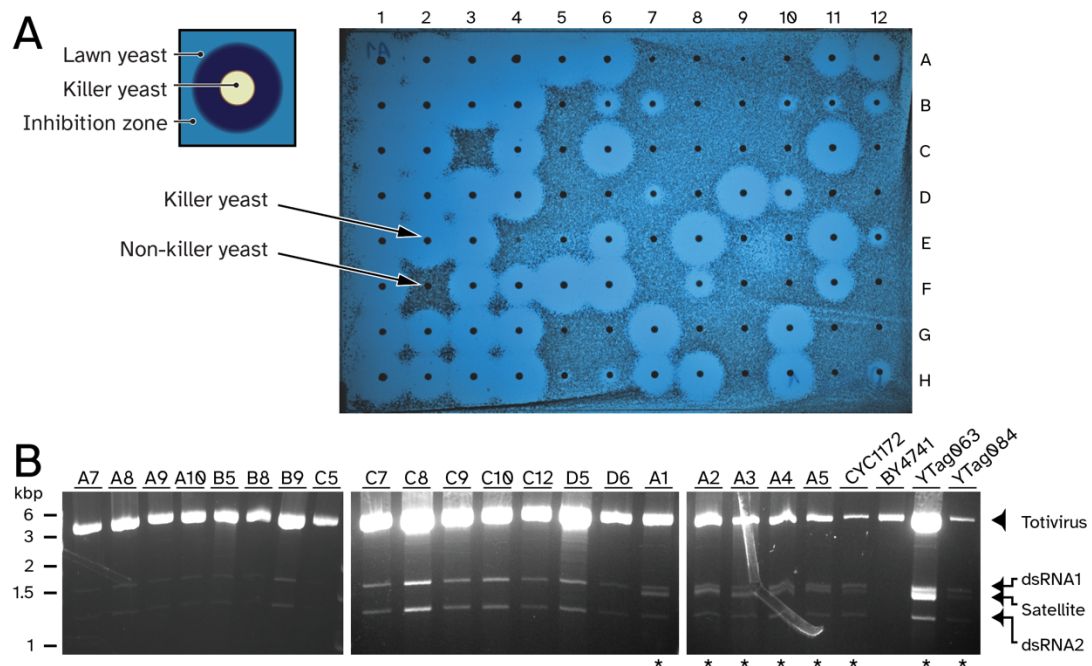 A
Lawn yeast
Killer yeast
Inhibition zone
1 2 3 4 5 6 7 8 9 10 11 12
A
B
C
D
E
F
G
H
A1
Killer yeast
Non-killer yeast
B
A7 A8 A9 A10 B5 B8 B9 C5 C7 C8 C9 C10 C12 D5 D6 A1 A2 A3 A4 A5 CYC1172 BY4741 YTag063 YTag084
kbp
6
3
2
1.5
1
Totivirus
dsRNA1
Satellite
dsRNA2
* * * * * * * *